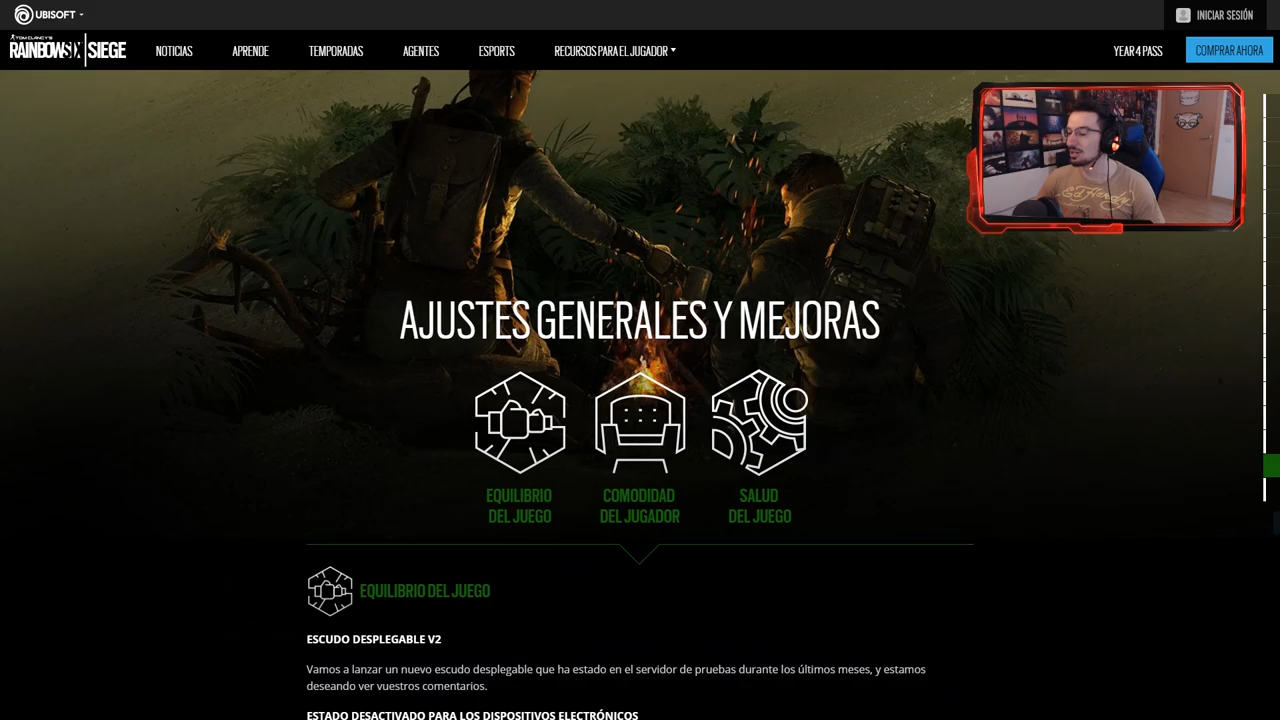 UBISOFT
INICIAR SESIÓN
TOM CLANCY'S
RAINBOWSIX SIEGE
NOTICIAS
APRENDE
TEMPORADAS
AGENTES
ESPORTS
RECURSOS PARA EL JUGADOR
YEAR 4 PASS
COMPRAR AHORA
Ed Hardy
AJUSTES GENERALES Y MEJORAS
EQUILIBRIO
DEL JUEGO
COMODIDAD
DEL JUGADOR
SALUD
DEL JUEGO
EQUILIBRIO DEL JUEGO
ESCUDO DESPLEGABLE V2
Vamos a lanzar un nuevo escudo desplegable que ha estado en el servidor de pruebas durante los últimos meses, y estamos
deseando ver vuestros comentarios.
ESTADO DESACTIVADO PARA LOS DISPOSITIVOS ELECTRÓNICOS